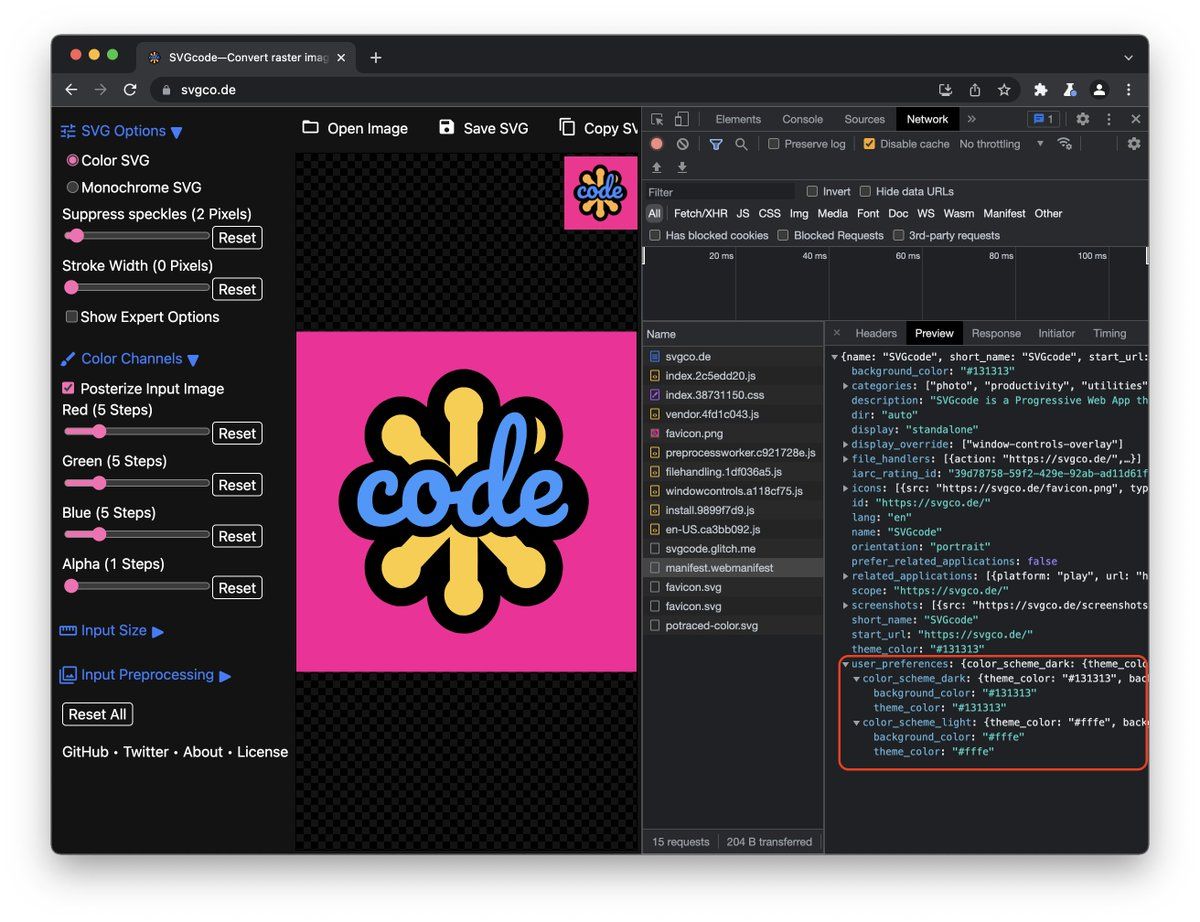 SVGcode—Convert raster imag
svgco.de
SVG Options
Color SVG
Monochrome SVG
Suppress speckles (2 Pixels)
Reset
Stroke Width (0 Pixels)
Reset
Show Expert Options
Color Channels
Posterize Input Image
Red (5 Steps)
Reset
Green (5 Steps)
Reset
Blue (5 Steps)
Reset
Alpha (1 Steps)
Reset
Input Size
Input Preprocessing
Reset All
GitHub • Twitter • About • License
Open Image Save SVG Copy SV
code
code
Elements Console Sources Network » 1
Preserve log Disable cache No throttling
Filter Invert Hide data URLs
All Fetch/XHR JS CSS Img Media Font Doc WS Wasm Manifest Other
Has blocked cookies Blocked Requests 3rd-party requests
20 ms 40 ms 60 ms 80 ms 100 ms
Name
svgco.de
index.2c5edd20.js
index.38731150.css
vendor.4fd1c043.js
favicon.png
preprocessworker.c921728e.js
filehandling.1df036a5.js
windowcontrols.a118cf75.js
install.9899f7d9.js
en-US.ca3bb092.js
svgcode.glitch.me
manifest.webmanifest
favicon.svg
favicon.svg
potraced-color.svg
15 requests 204 B transferred
Headers Preview Response Initiator Timing
{name: "SVGcode", short_name: "SVGcode", start_url:
background_color: "#131313"
categories: ["photo", "productivity", "utilities"
description: "SVGcode is a Progressive Web App th
dir: "auto"
display: "standalone"
display_override: ["window-controls-overlay"]
file_handlers: [{action: "https://svgco.de/",…}]
iarc_rating_id: "39d78758-59f2-429e-92ab-ad11d61f
icons: [{src: "https://svgco.de/favicon.png", typ
id: "https://svgco.de/"
lang: "en"
name: "SVGcode"
orientation: "portrait"
prefer_related_applications: false
related_applications: [{platform: "play", url: "h
scope: "https://svgco.de/"
screenshots: [{src: "https://svgco.de/screenshots
short_name: "SVGcode"
start_url: "https://svgco.de/"
theme_color: "#131313"
user_preferences: {color_scheme_dark: {theme_colo
color_scheme_dark: {theme_color: "#131313", bac
background_color: "#131313"
theme_color: "#131313"
color_scheme_light: {theme_color: "#fffe", back
background_color: "#fffe"
theme_color: "#fffe"